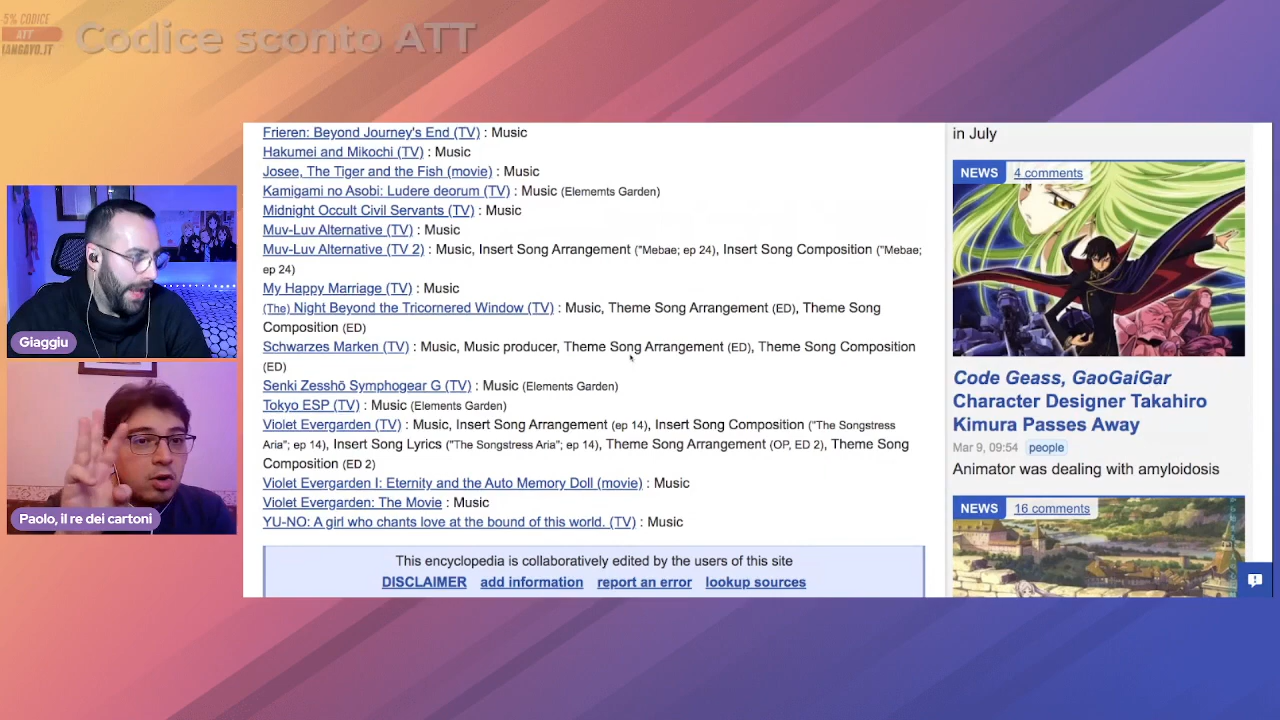 -5% CODICE
ATT
MANGAYO.IT
Codice sconto ATT
Frieren: Beyond Journey's End (TV) : Music
Hakumei and Mikochi (TV) : Music
Josee, The Tiger and the Fish (movie) : Music
Kamigami no Asobi: Ludere deorum (TV) : Music (Elememts Garden)
Midnight Occult Civil Servants (TV) : Music
Muv-Luv Alternative (TV) : Music
Muv-Luv Alternative (TV 2) : Music, Insert Song Arrangement ("Mebae; ep 24), Insert Song Composition ("Mebae;
ep 24)
My Happy Marriage (TV) : Music
(The) Night Beyond the Tricornered Window (TV) : Music, Theme Song Arrangement (ED), Theme Song
Composition (ED)
Schwarzes Marken (TV) : Music, Music producer, Theme Song Arrangement (ED), Theme Song Composition
(ED)
Senki Zesshō Symphogear G (TV) : Music (Elements Garden)
Tokyo ESP (TV) : Music (Elements Garden)
Violet Evergarden (TV) : Music, Insert Song Arrangement (ep 14), Insert Song Composition ("The Songstress
Aria"; ep 14), Insert Song Lyrics ("The Songstress Aria"; ep 14), Theme Song Arrangement (OP, ED 2), Theme Song
Composition (ED 2)
Violet Evergarden I: Eternity and the Auto Memory Doll (movie) : Music
Violet Evergarden: The Movie : Music
YU-NO: A girl who chants love at the bound of this world. (TV) : Music
This encyclopedia is collaboratively edited by the users of this site
DISCLAIMER add information report an error lookup sources
in July
NEWS 4 comments
Code Geass, GaoGaiGar
Character Designer Takahiro
Kimura Passes Away
Mar 9, 09:54 people
Animator was dealing with amyloidosis
NEWS 16 comments
Giaggiu
Paolo, il re dei cartoni